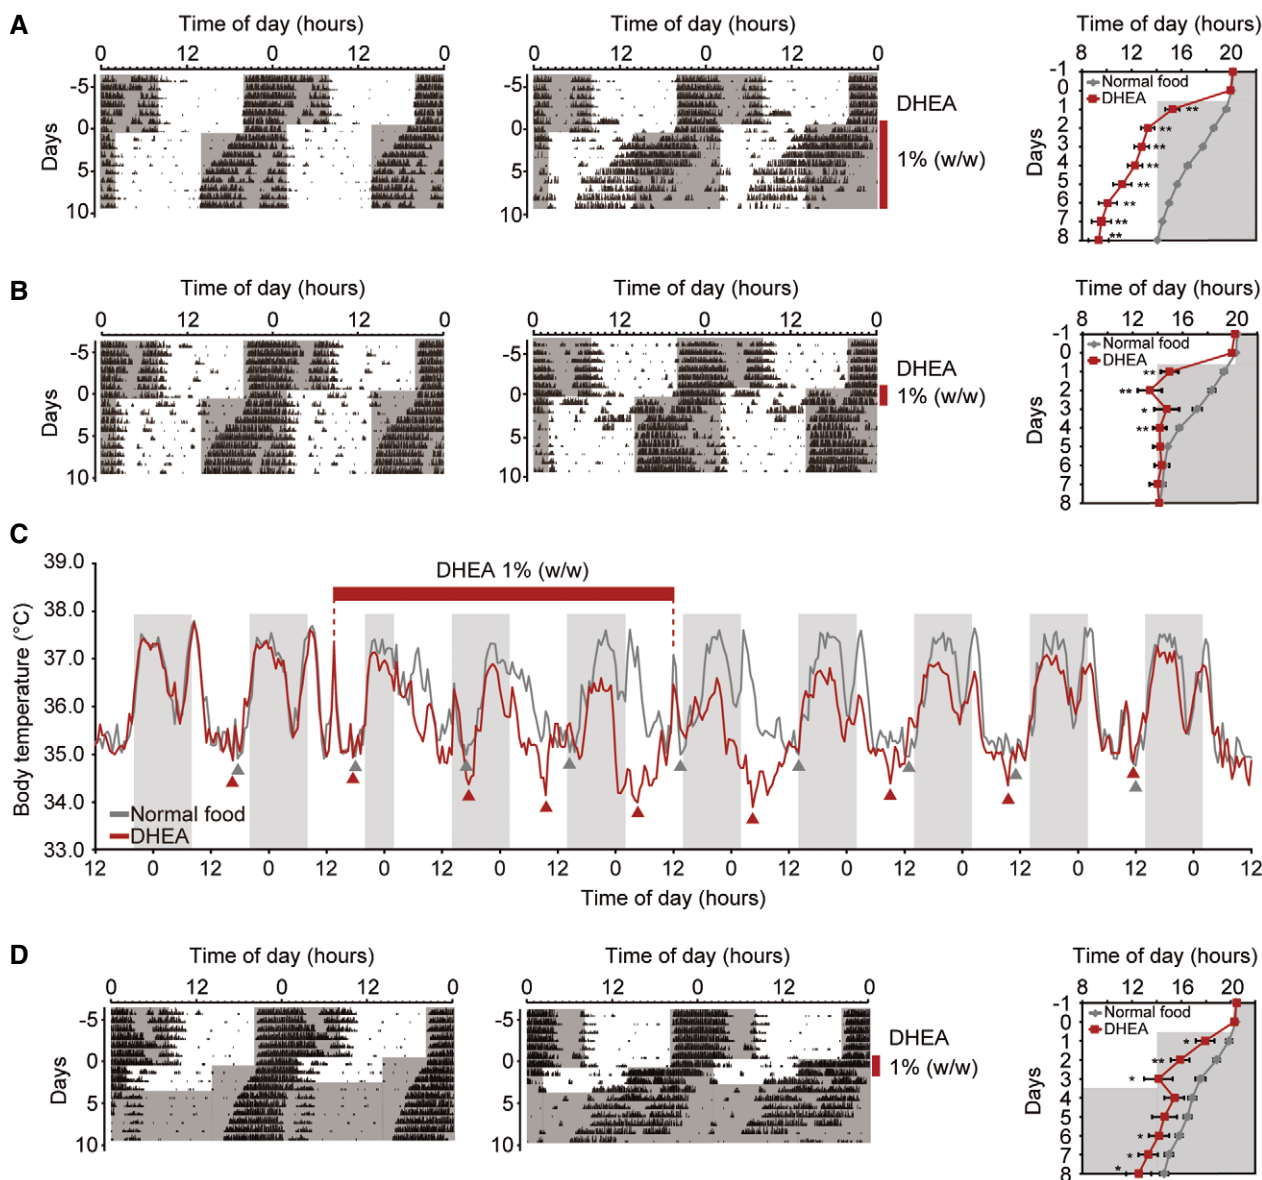 A
Time of day (hours)
0 12 0 12 0
Days
-5
0
5
10
Time of day (hours)
0 12 0 12 0
-5
0
5
10
DHEA
1% (w/w)
Time of day (hours)
8 12 16 20
Days
-1
0
1
2
3
4
5
6
7
8
Normal food
DHEA
**
**
**
**
**
**
**
**
B
Time of day (hours)
0 12 0 12 0
Days
-5
0
5
10
Time of day (hours)
0 12 0 12 0
-5
0
5
10
DHEA
1% (w/w)
Time of day (hours)
8 12 16 20
Days
-1
0
1
2
3
4
5
6
7
8
Normal food
DHEA
**
**
*
**
C
Body temperature (°C)
39.0
38.0
37.0
36.0
35.0
34.0
33.0
DHEA 1% (w/w)
Normal food
DHEA
12 0 12 0 12 0 12 0 12 0 12 0 12 0 12 0 12 0 12 0 12
Time of day (hours)
D
Time of day (hours)
0 12 0 12 0
Days
-5
0
5
10
Time of day (hours)
0 12 0 12 0
-5
0
5
10
DHEA
1% (w/w)
Time of day (hours)
8 12 16 20
Days
-1
0
1
2
3
4
5
6
7
8
Normal food
DHEA
*
**
*
*
*
*